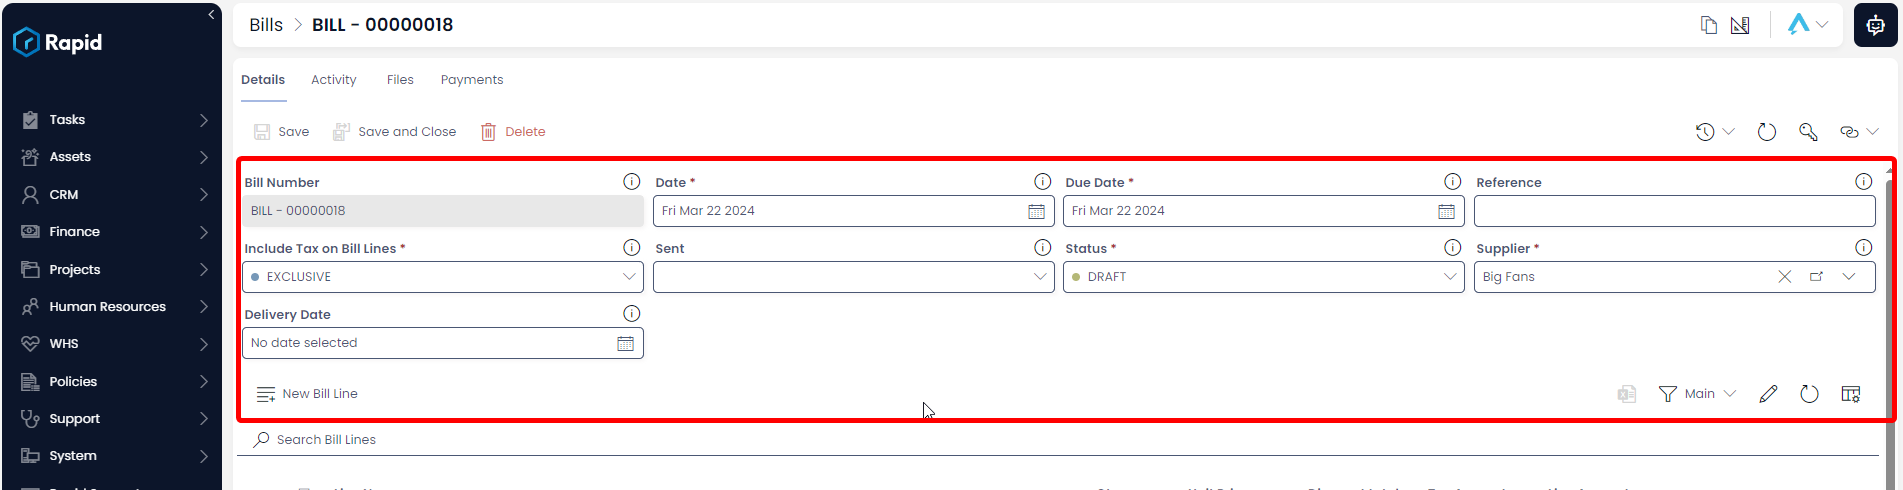 Rapid
Bills > BILL - 00000018
Details Activity Files Payments
Save Save and Close Delete
Tasks
Assets
CRM
Finance
Projects
Human Resources
WHS
Policies
Support
System
Bill Number Date * Due Date * Reference
BILL - 00000018 Fri Mar 22 2024 Fri Mar 22 2024
Include Tax on Bill Lines * Sent Status * Supplier *
EXCLUSIVE DRAFT Big Fans
Delivery Date
No date selected
New Bill Line Main
Search Bill Lines